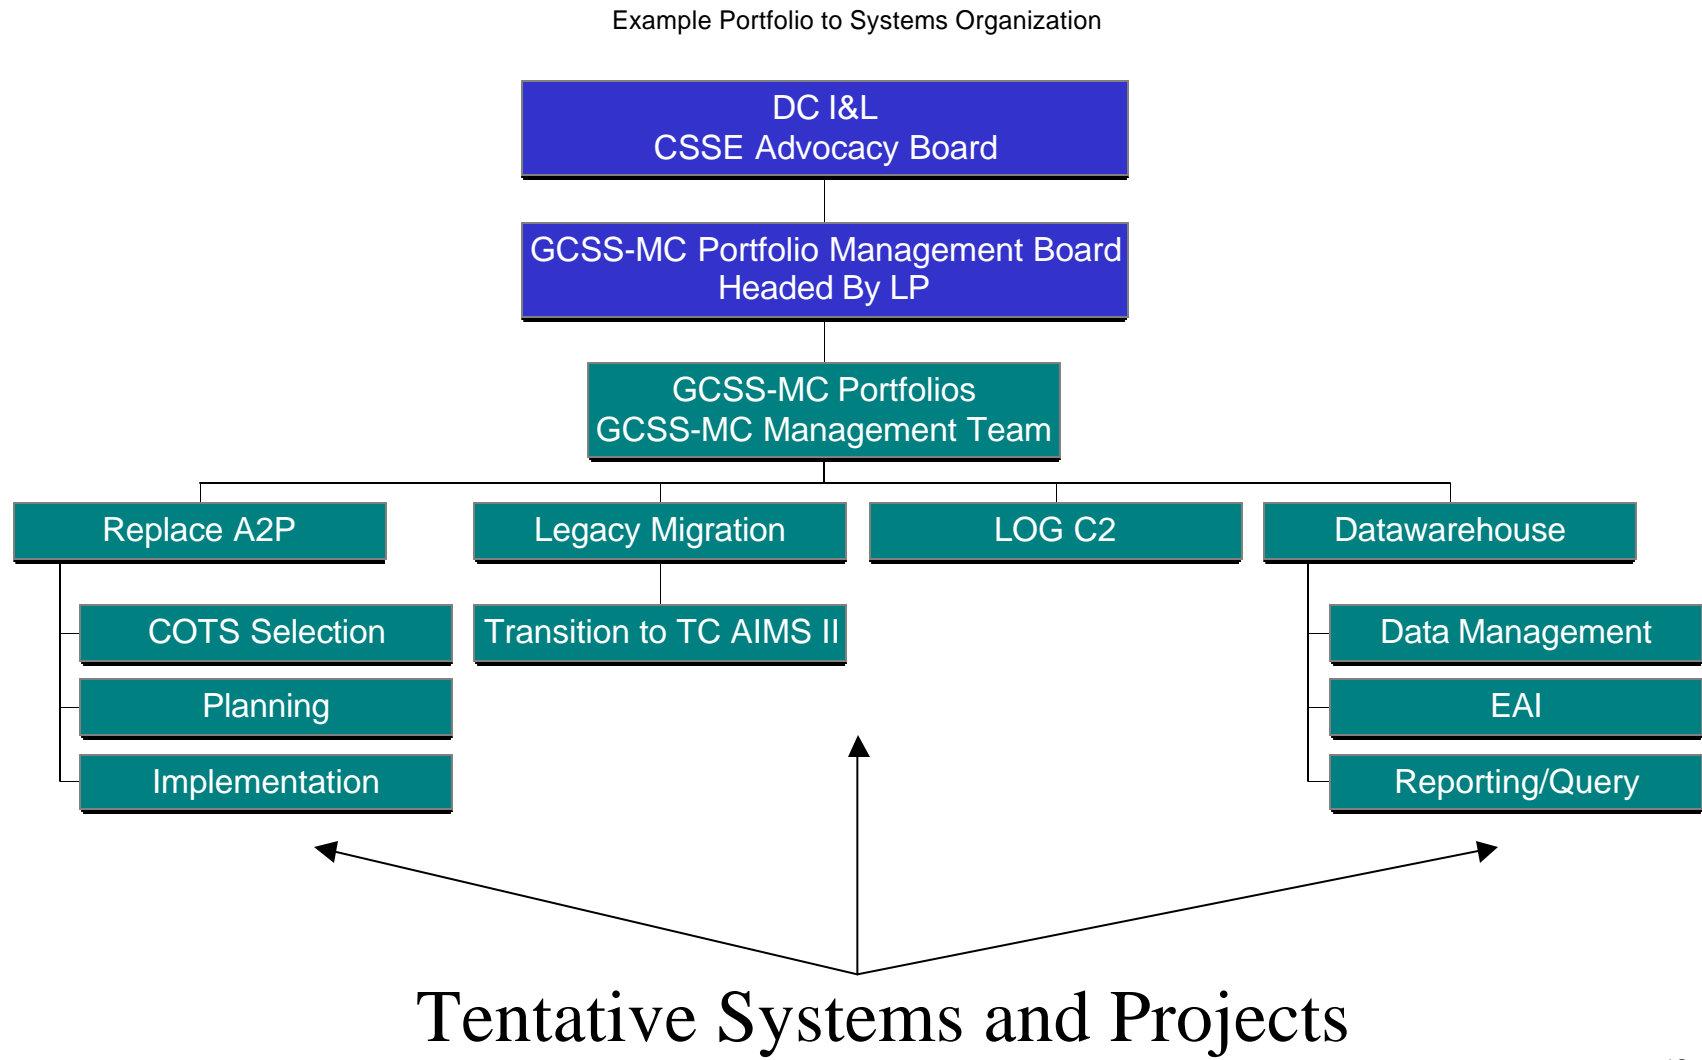 Example Portfolio to Systems Organization
DC I&L
CSSE Advocacy Board
GCSS-MC Portfolio Management Board
Headed By LP
GCSS-MC Portfolios
GCSS-MC Management Team
Replace A2P
Legacy Migration
LOG C2
Datawarehouse
COTS Selection
Transition to TC AIMS II
Data Management
Planning
EAI
Implementation
Reporting/Query
Tentative Systems and Projects